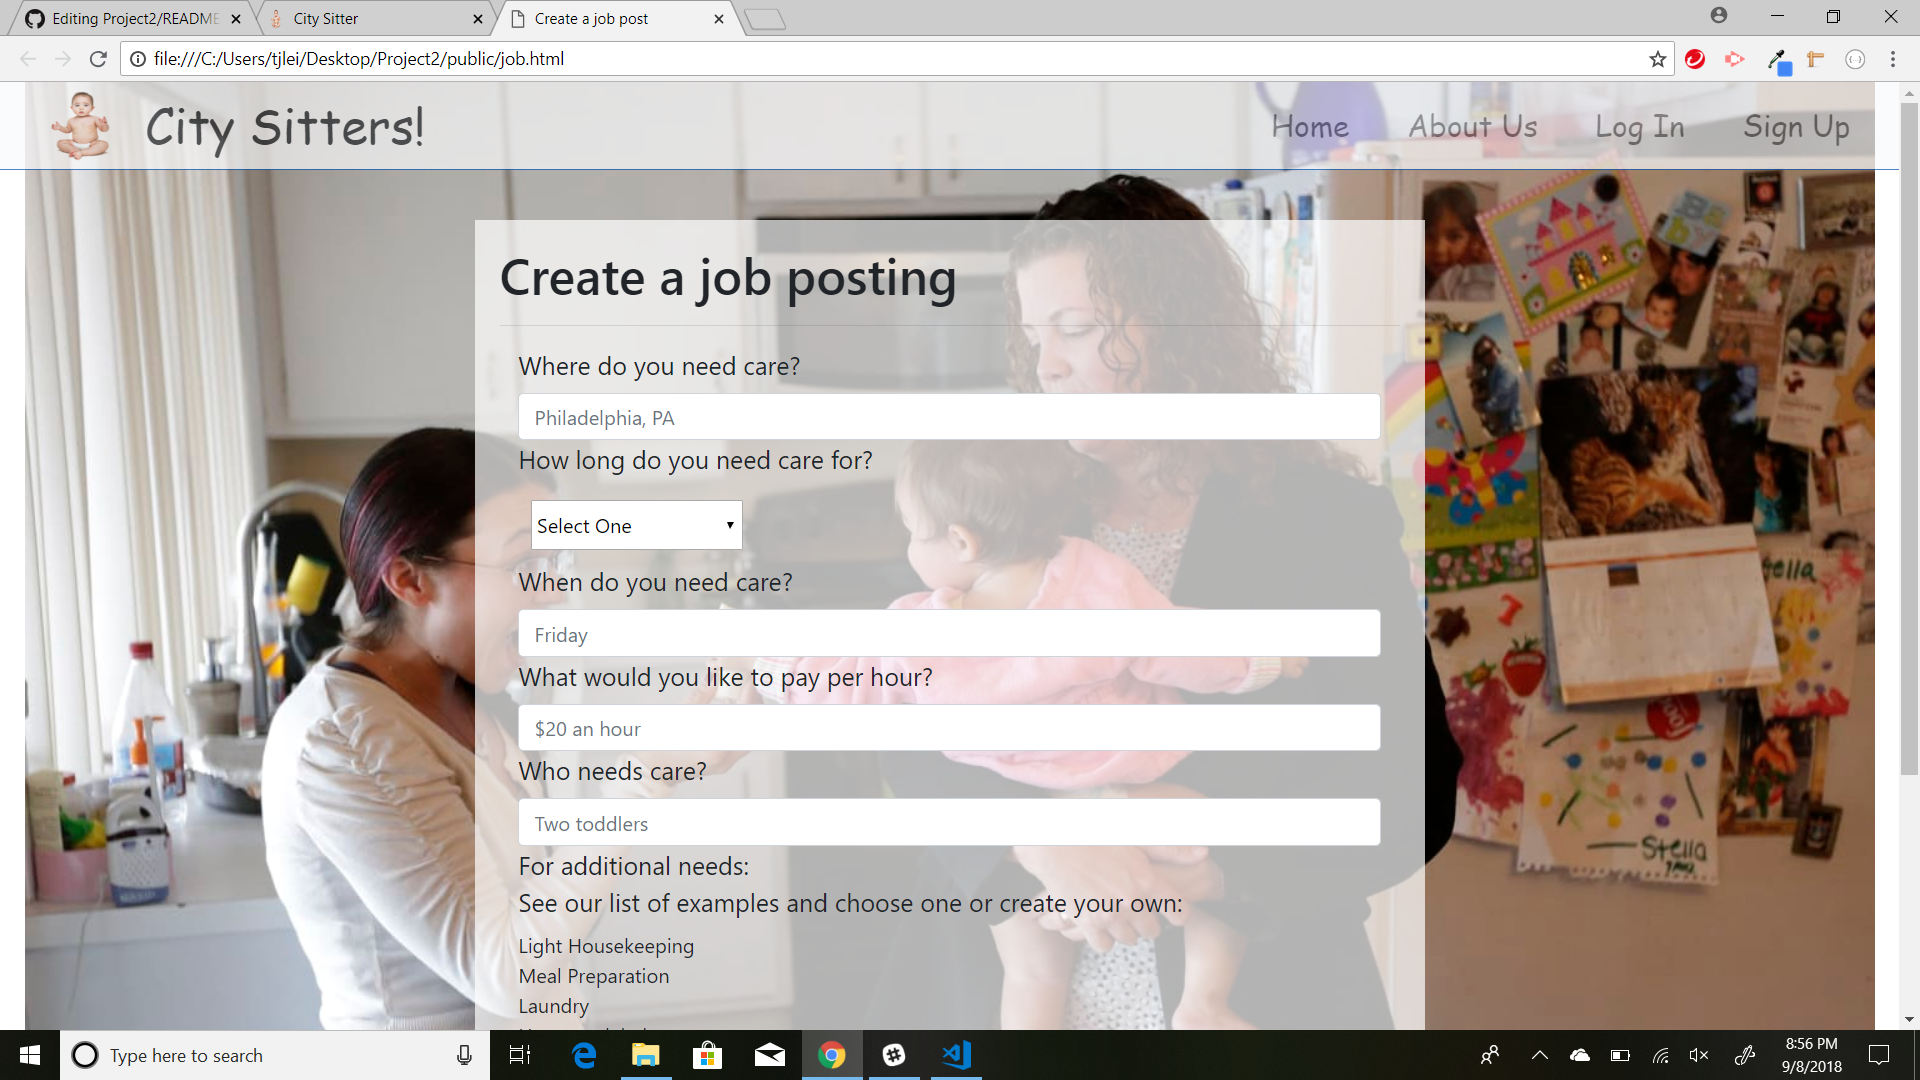 Editing Project2/README
City Sitter
Create a job post
file:///C:/Users/tjlei/Desktop/Project2/public/job.html
City Sitters!
Home
About Us
Log In
Sign Up
Create a job posting
Where do you need care?
Philadelphia, PA
How long do you need care for?
Select One
When do you need care?
Friday
What would you like to pay per hour?
$20 an hour
Who needs care?
Two toddlers
For additional needs:
See our list of examples and choose one or create your own:
Light Housekeeping
Meal Preparation
Laundry
Stella
Type here to search
8:56 PM
9/8/2018